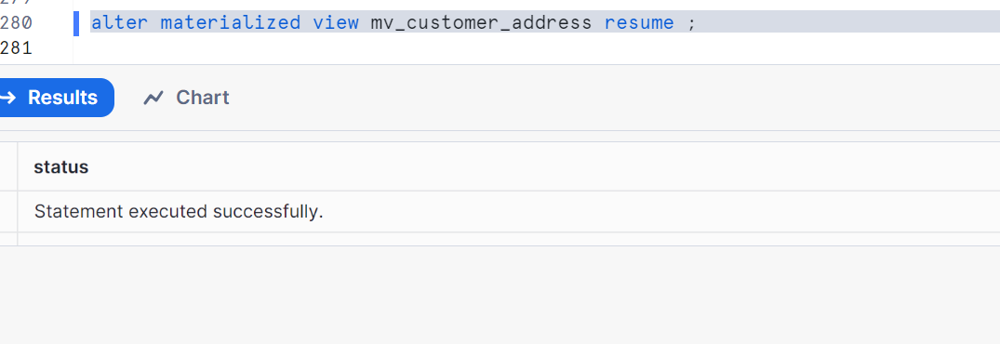 280 alter materialized view mv_customer_address resume ;
281
Results Chart
status
Statement executed successfully.